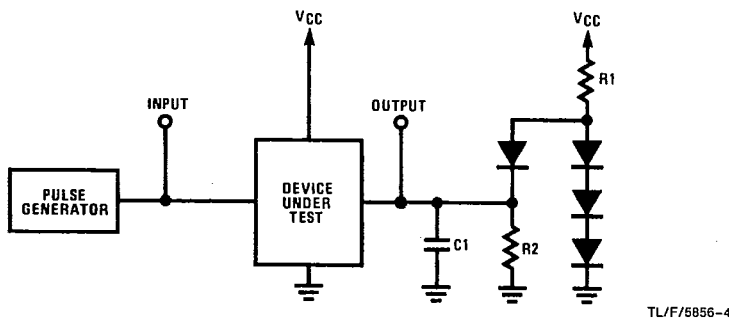 VCC
VCC
R1
INPUT
OUTPUT
PULSE
GENERATOR
DEVICE
UNDER
TEST
C1
R2
TL/F/5856-4